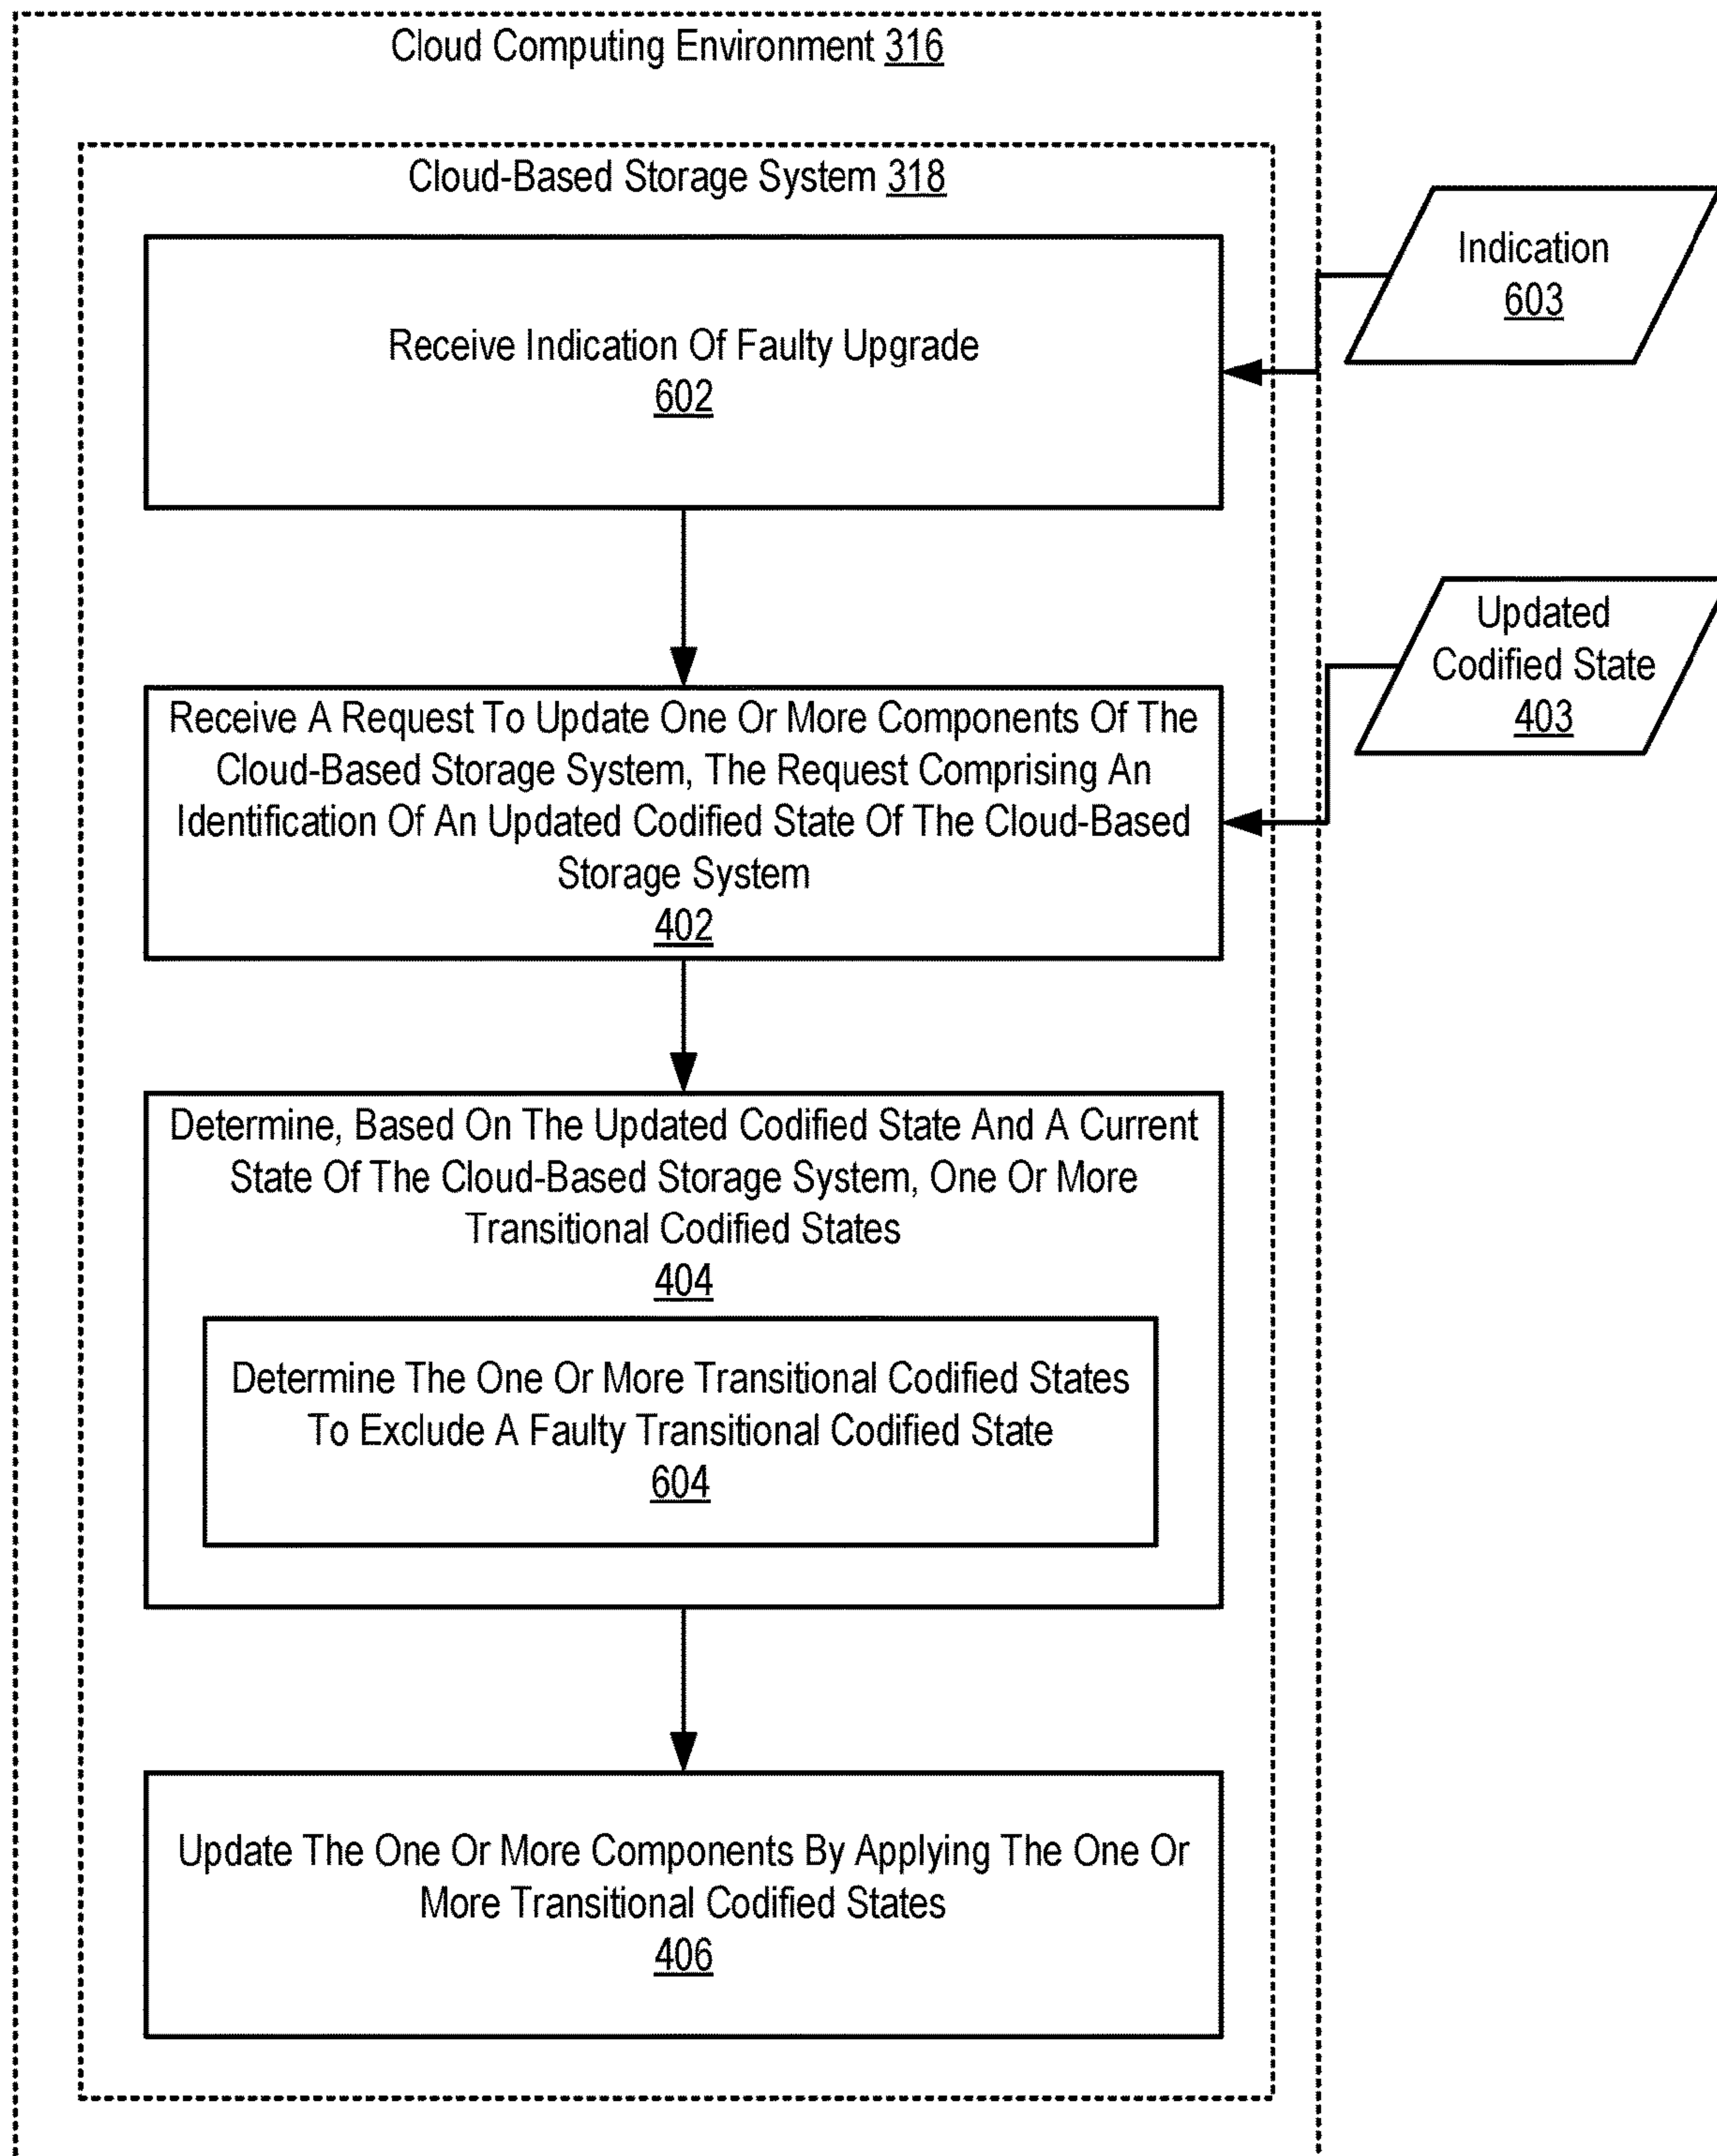 Cloud Computing Environment 316
Cloud-Based Storage System 318
Indication
603
Receive Indication Of Faulty Upgrade
602
Updated
Codified State
403
Receive A Request To Update One Or More Components Of The
Cloud-Based Storage System, The Request Comprising An
Identification Of An Updated Codified State Of The Cloud-Based
Storage System
402
Determine, Based On The Updated Codified State And A Current
State Of The Cloud-Based Storage System, One Or More
Transitional Codified States
404
Determine The One Or More Transitional Codified States
To Exclude A Faulty Transitional Codified State
604
Update The One Or More Components By Applying The One Or
More Transitional Codified States
406